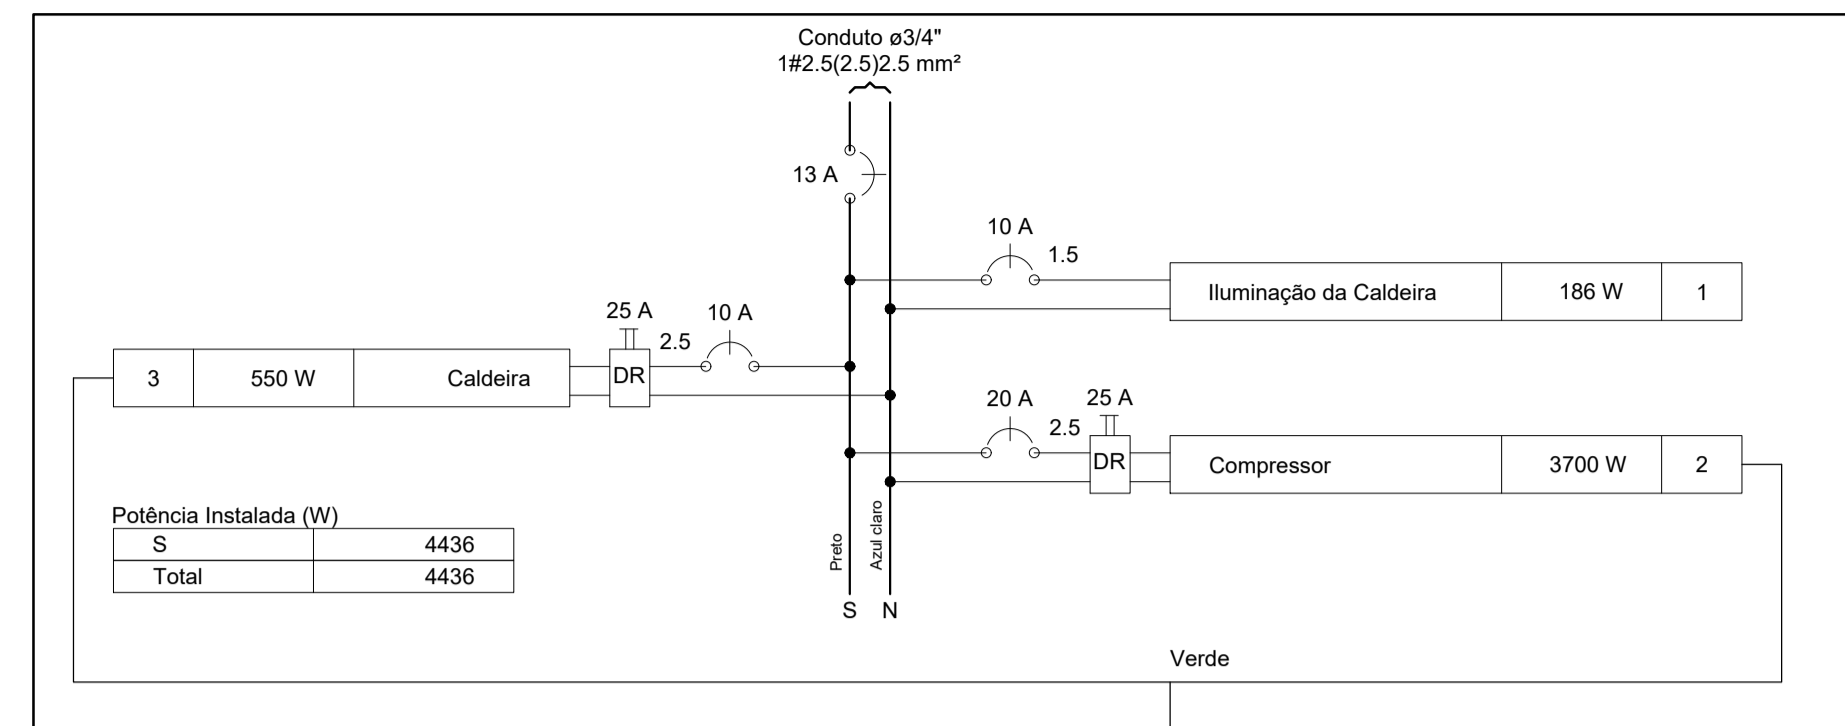 Conduto ø3/4"
1#2.5(2.5)2.5 mm²
13 A
10 A
1.5
Iluminação da Caldeira 186 W 1
25 A
2.5
10 A
3 550 W Caldeira
DR
20 A
2.5
25 A
DR
Compressor 3700 W 2
Potência Instalada (W)
S 4436
Total 4436
Preto
Azul claro
S N
Verde